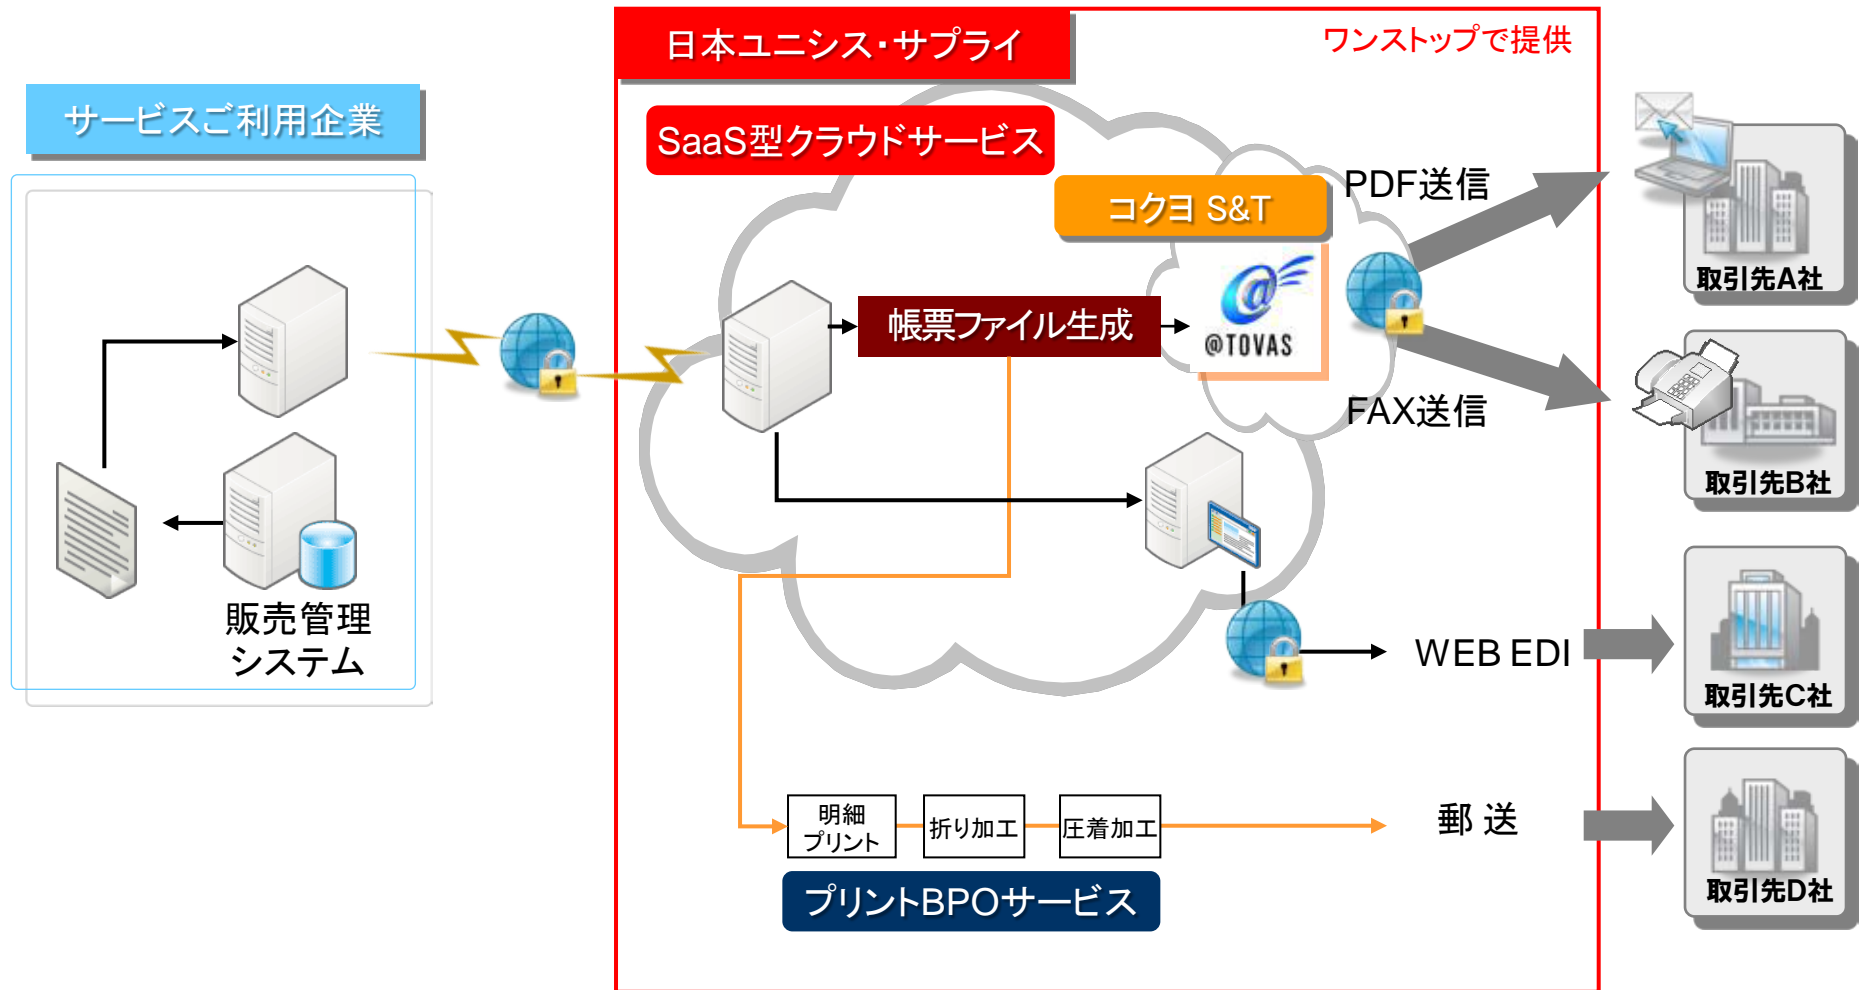 日本ユニシス・サプライ
ワンストップで提供
サービスご利用企業
SaaS型クラウドサービス
コクヨ S&T
PDF送信
取引先A社
帳票ファイル生成
@TOVAS
FAX送信
取引先B社
販売管理
システム
WEB EDI
取引先C社
明細
プリント
折り加工
圧着加工
郵 送
取引先D社
プリントBPOサービス